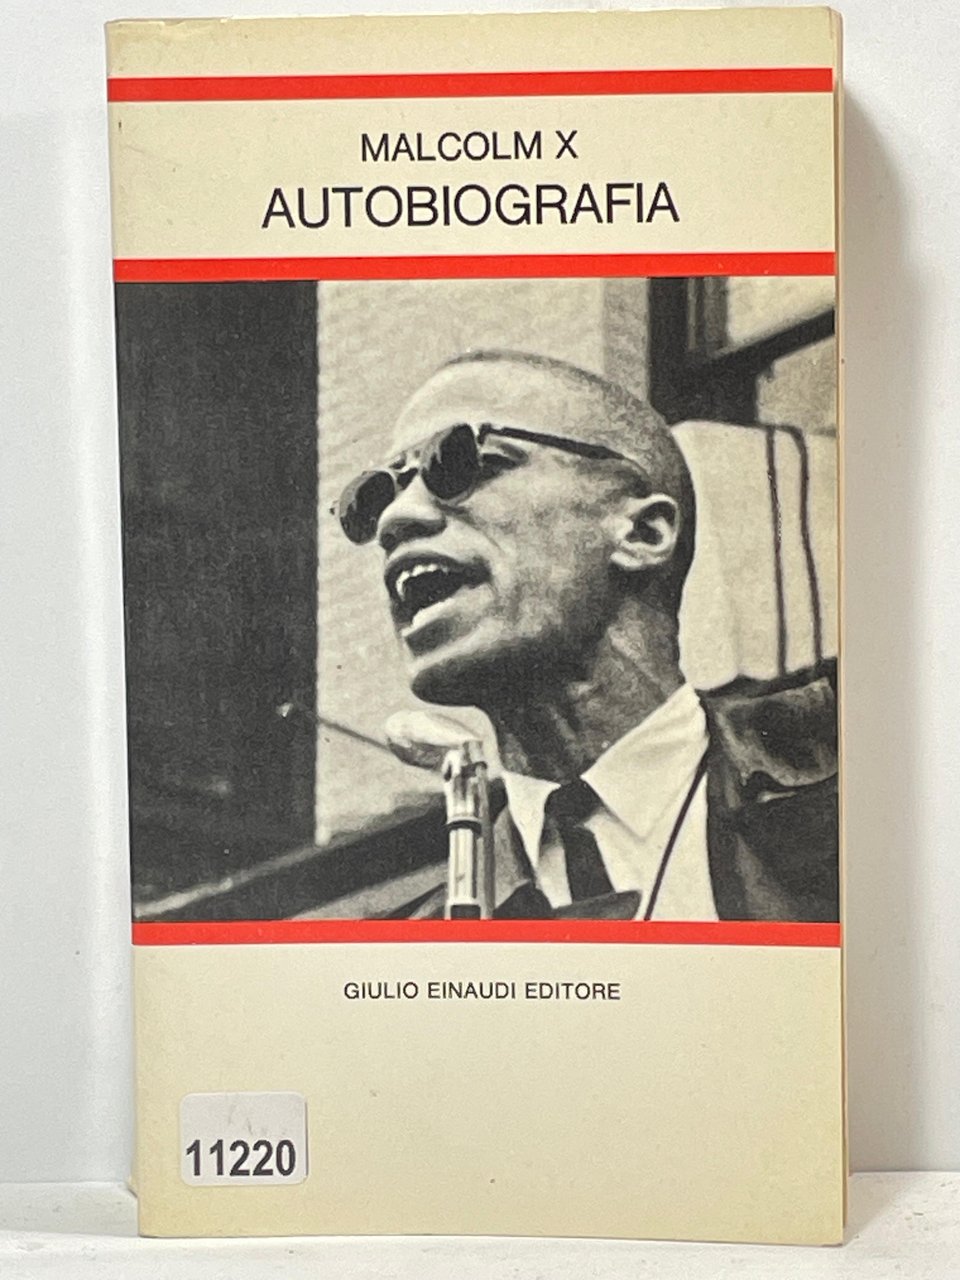 MALCOLM X
AUTOBIOGRAFIA
GIULIO EINAUDI EDITORE
11220